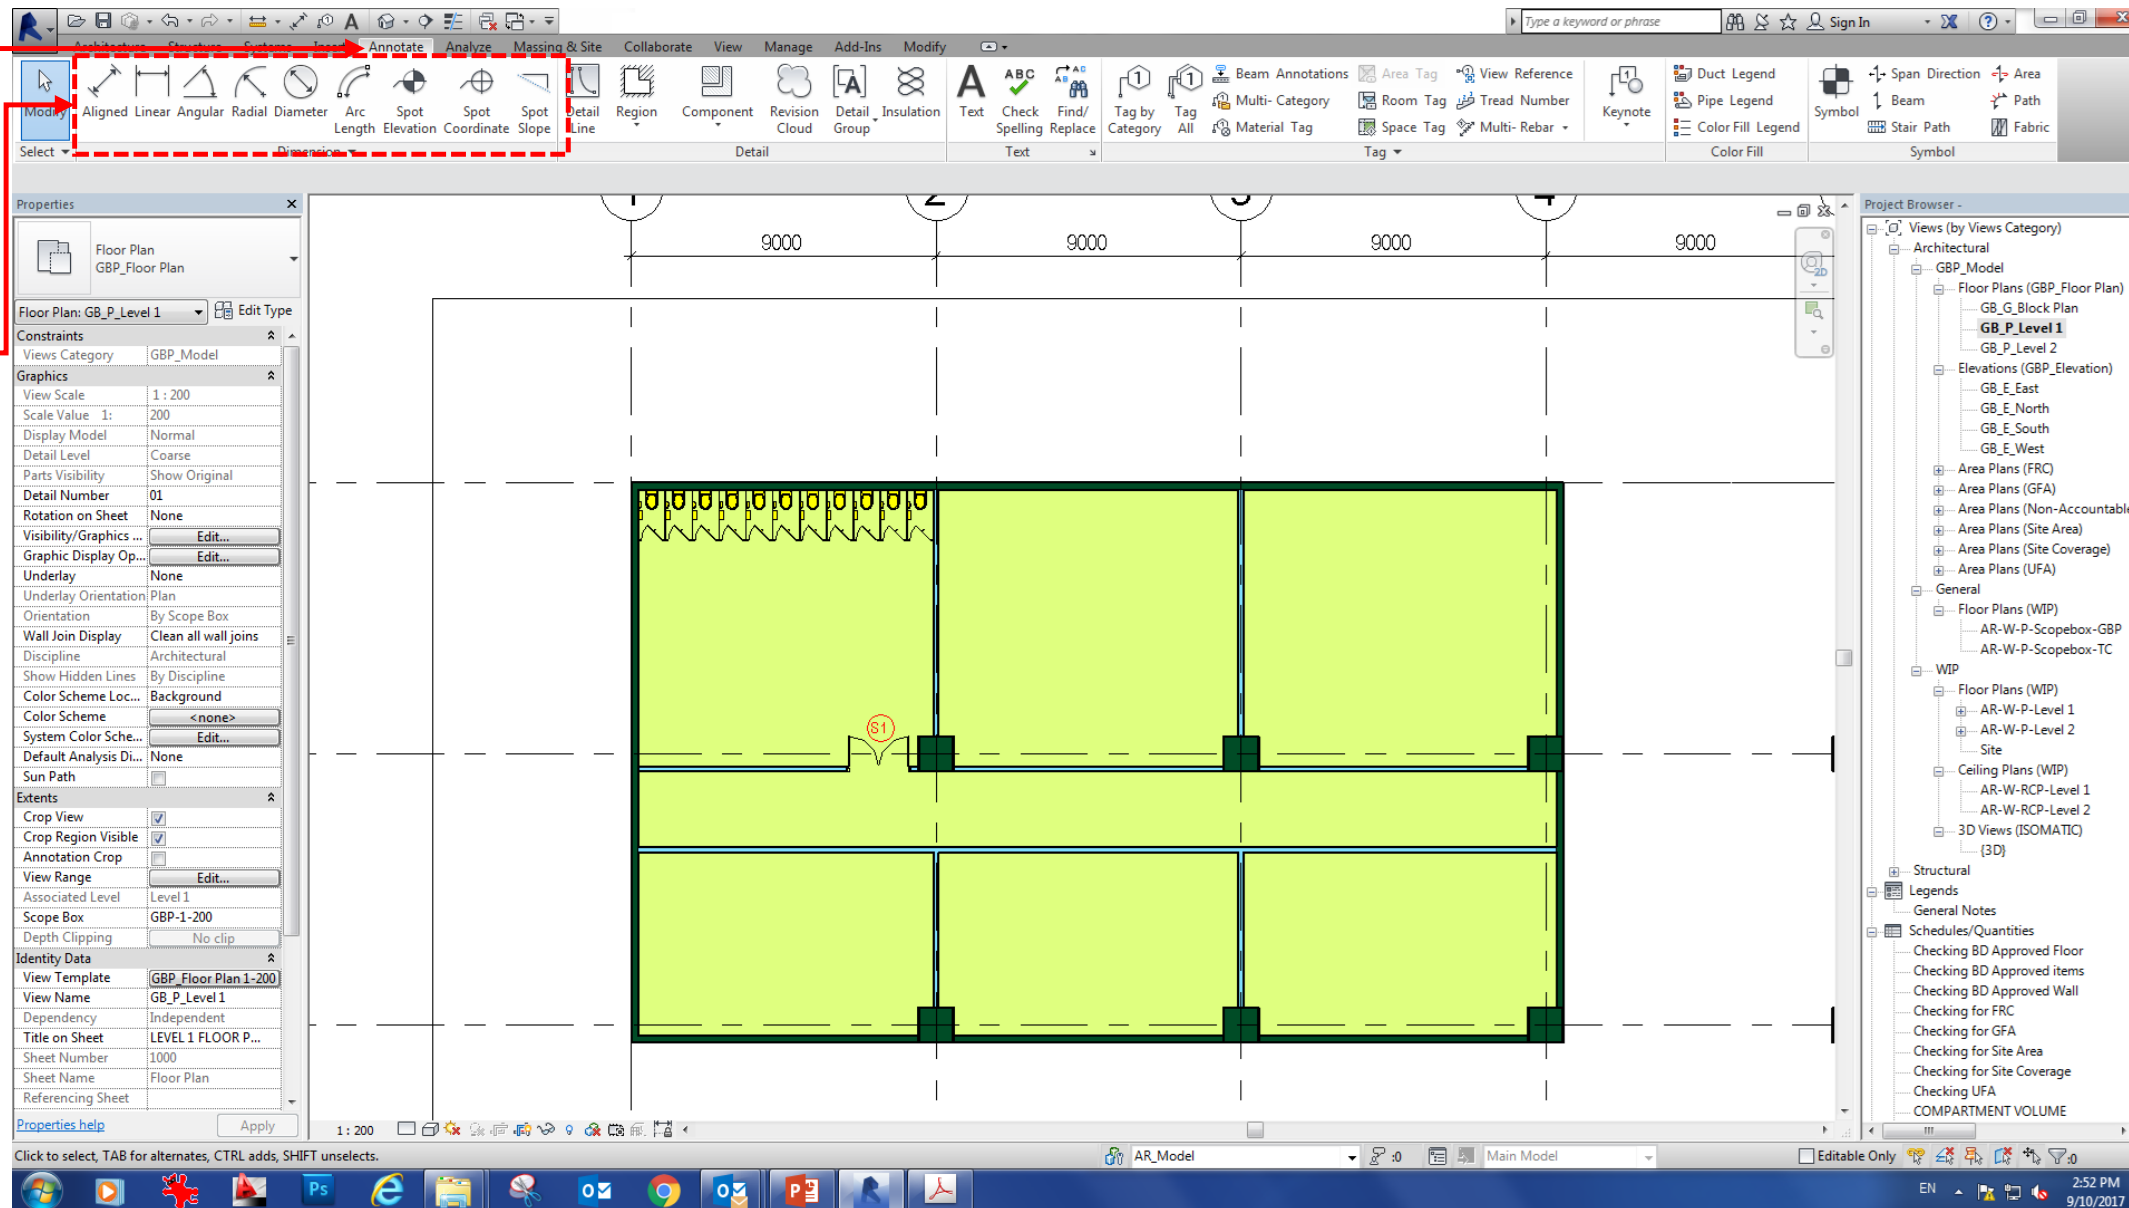 Type a keyword or phrase
Sign In
Architecture Structure Systems Insert Annotate Analyze Massing & Site Collaborate View Manage Add-Ins Modify
Modify
Aligned Linear Angular Radial Diameter Arc Length Spot Elevation Spot Coordinate Spot Slope
Detail Line Region Component Revision Cloud Detail Group Insulation
Text Check Spelling Find/ Replace
Tag by Category Tag All
Beam Annotations Area Tag View Reference
Multi- Category Room Tag Tread Number
Material Tag Space Tag Multi- Rebar
Keynote
Duct Legend
Pipe Legend
Color Fill Legend
Symbol
Span Direction Area
Beam Path
Stair Path Fabric
Select Dimension Detail Text Tag Color Fill Symbol
Properties
Floor Plan
GBP_Floor Plan
Floor Plan: GB_P_Level 1 Edit Type
Constraints
Views Category GBP_Model
Graphics
View Scale 1 : 200
Scale Value 1: 200
Display Model Normal
Detail Level Coarse
Parts Visibility Show Original
Detail Number 01
Rotation on Sheet None
Visibility/Graphics ... Edit...
Graphic Display Op... Edit...
Underlay None
Underlay Orientation Plan
Orientation By Scope Box
Wall Join Display Clean all wall joins
Discipline Architectural
Show Hidden Lines By Discipline
Color Scheme Loc... Background
Color Scheme <none>
System Color Sche... Edit...
Default Analysis Di... None
Sun Path
Extents
Crop View
Crop Region Visible
Annotation Crop
View Range Edit...
Associated Level Level 1
Scope Box GBP-1-200
Depth Clipping No clip
Identity Data
View Template GBP_Floor Plan 1-200
View Name GB_P_Level 1
Dependency Independent
Title on Sheet LEVEL 1 FLOOR P...
Sheet Number 1000
Sheet Name Floor Plan
Referencing Sheet
Properties help Apply
1 2 3 4
9000 9000 9000 9000
2D
S1
1 : 200
Project Browser -
Views (by Views Category)
Architectural
GBP_Model
Floor Plans (GBP_Floor Plan)
GB_G_Block Plan
GB_P_Level 1
GB_P_Level 2
Elevations (GBP_Elevation)
GB_E_East
GB_E_North
GB_E_South
GB_E_West
Area Plans (FRC)
Area Plans (GFA)
Area Plans (Non-Accountable
Area Plans (Site Area)
Area Plans (Site Coverage)
Area Plans (UFA)
General
Floor Plans (WIP)
AR-W-P-Scopebox-GBP
AR-W-P-Scopebox-TC
WIP
Floor Plans (WIP)
AR-W-P-Level 1
AR-W-P-Level 2
Site
Ceiling Plans (WIP)
AR-W-RCP-Level 1
AR-W-RCP-Level 2
3D Views (ISOMATIC)
{3D}
Structural
Legends
General Notes
Schedules/Quantities
Checking BD Approved Floor
Checking BD Approved items
Checking BD Approved Wall
Checking for FRC
Checking for GFA
Checking for Site Area
Checking for Site Coverage
Checking UFA
COMPARTMENT VOLUME
Click to select, TAB for alternates, CTRL adds, SHIFT unselects.
AR_Model :0 Main Model Editable Only :0
Ps
EN
2:52 PM
9/10/2017